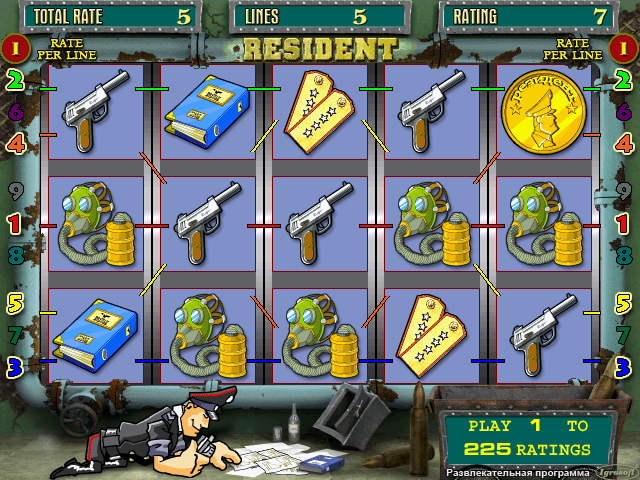 TOTAL RATE 5
LINES 5
RATING 7
1
RATE
PER LINE
RESIDENT
RATE
PER LINE
1
2
6
4
9
1
8
5
7
3
2
6
4
9
1
8
5
7
3
Resident
PLAY 1 TO
225 RATINGS
Развлекательная программа Igrosoft